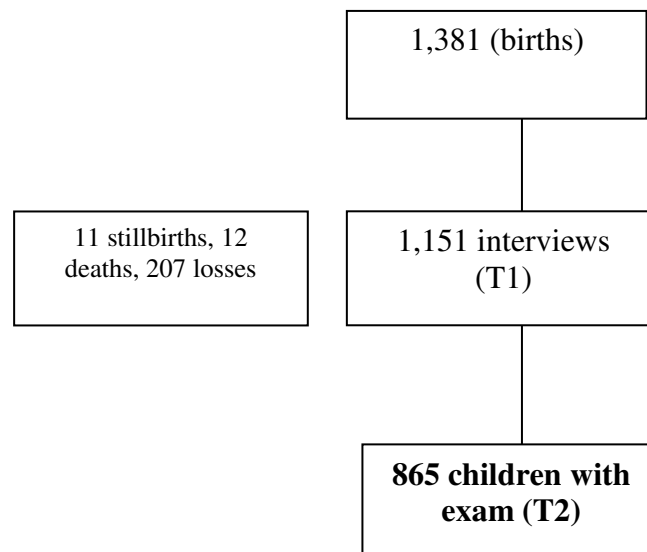 1,381 (births)
11 stillbirths, 12
deaths, 207 losses
1,151 interviews
(T1)
865 children with
exam (T2)